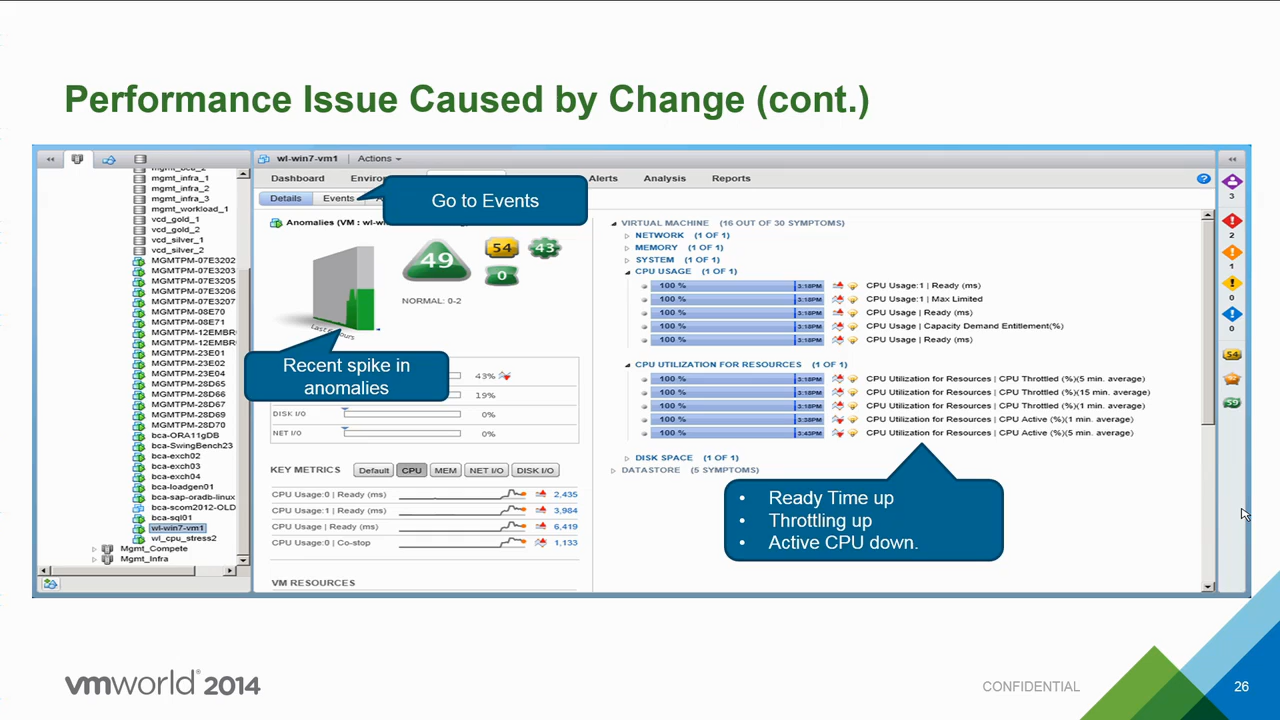 Performance Issue Caused by Change (cont.)
wl-win7-vm1 Actions
Dashboard Environ Alerts Analysis Reports
Details Events
Go to Events
3
2
1
0
0
54
59
mgmt_infra_1
mgmt_infra_2
mgmt_infra_3
mgmt_workload_1
vcd_gold_1
vcd_gold_2
vcd_silver_1
vcd_silver_2
MGMTPM-07E3202
MGMTPM-07E3203
MGMTPM-07E3205
MGMTPM-07E3206
MGMTPM-07E3207
MGMTPM-08E70
MGMTPM-08E71
MGMTPM-12EMBR
MGMTPM-12EMBR
MGMTPM-23E01
MGMTPM-23E02
MGMTPM-23E04
MGMTPM-28D65
MGMTPM-28D66
MGMTPM-28D67
MGMTPM-28D69
MGMTPM-28D70
bca-ORA11gDB
bca-SwingBench23
bca-exch02
bca-exch03
bca-exch04
bca-loadgen01
bca-sap-oradb-linux
bca-scom2012-OLD
bca-sql01
wl-win7-vm1
wl_cpu_stress2
Mgmt_Compete
Mgmt_Infra
Anomalies (VM : wl-wi
49
54
43
0
NORMAL: 0-2
Recent spike in
anomalies
43%
19%
DISK I/O 0%
NET I/O 0%
KEY METRICS Default CPU MEM NET I/O DISK I/O
CPU Usage:0 | Ready (ms) 2,435
CPU Usage:1 | Ready (ms) 3,984
CPU Usage | Ready (ms) 6,419
CPU Usage:0 | Co-stop 1,133
VM RESOURCES
VIRTUAL MACHINE (16 OUT OF 30 SYMPTOMS)
NETWORK (1 OF 1)
MEMORY (1 OF 1)
SYSTEM (1 OF 1)
CPU USAGE (1 OF 1)
100 % 3:18PM CPU Usage:1 | Ready (ms)
100 % 3:18PM CPU Usage:1 | Max Limited
100 % 3:18PM CPU Usage | Ready (ms)
100 % 3:18PM CPU Usage | Capacity Demand Entitlement(%)
100 % 3:18PM CPU Usage | Ready (ms)
CPU UTILIZATION FOR RESOURCES (1 OF 1)
100 % 3:18PM CPU Utilization for Resources | CPU Throttled (%)(5 min. average)
100 % 3:18PM CPU Utilization for Resources | CPU Throttled (%)(15 min. average)
100 % 3:18PM CPU Utilization for Resources | CPU Throttled (%)(1 min. average)
100 % 3:38PM CPU Utilization for Resources | CPU Active (%)(1 min. average)
100 % 3:43PM CPU Utilization for Resources | CPU Active (%)(5 min. average)
DISK SPACE (1 OF 1)
DATASTORE (5 SYMPTOMS)
• Ready Time up
• Throttling up
• Active CPU down.
vmworld® 2014
CONFIDENTIAL 26